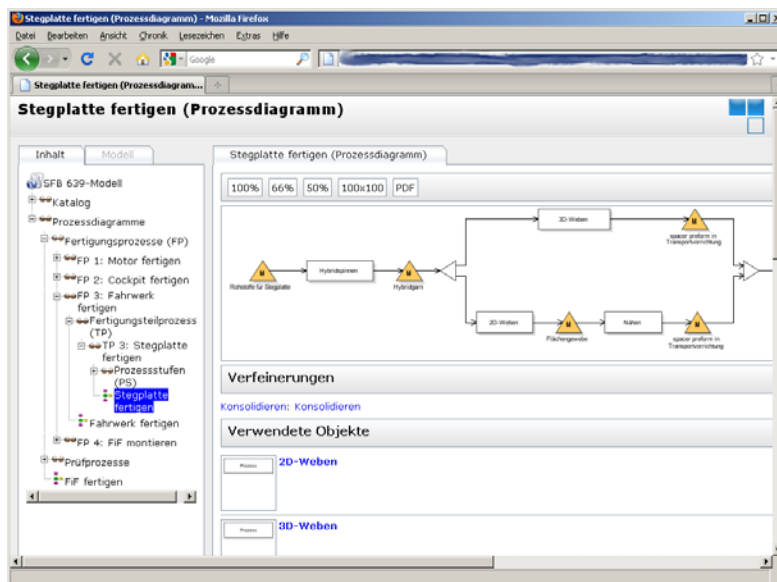 Stegplatte fertigen (Prozessdiagramm) - Mozilla Firefox
Datei Bearbeiten Ansicht Chronik Lesezeichen Extras Hilfe
Google
Stegplatte fertigen (Prozessdiagram...
Stegplatte fertigen (Prozessdiagramm)
Inhalt Modell
SFB 639-Modell
Katalog
Prozessdiagramme
Fertigungsprozesse (FP)
FP 1: Motor fertigen
FP 2: Cockpit fertigen
FP 3: Fahrwerk
fertigen
Fertigungsteilprozess
(TP)
TP 3: Stegplatte
fertigen
Prozessstufen
(PS)
Stegplatte
fertigen
Fahrwerk fertigen
FP 4: FiF montieren
Prüfprozesse
FiF fertigen
Stegplatte fertigen (Prozessdiagramm)
100% 66% 50% 100x100 PDF
3D-Weben
M
spacer preform in
Transportvorrichtung
M
Rohstoffe für Stegplatte
Hybridspinnen
M
Hybridgarn
2D-Weben
M
Flächengewebe
Nähen
M
spacer preform in
Transportvorrichtung
Verfeinerungen
Konsolidieren: Konsolidieren
Verwendete Objekte
Prozess
2D-Weben
Prozess
3D-Weben